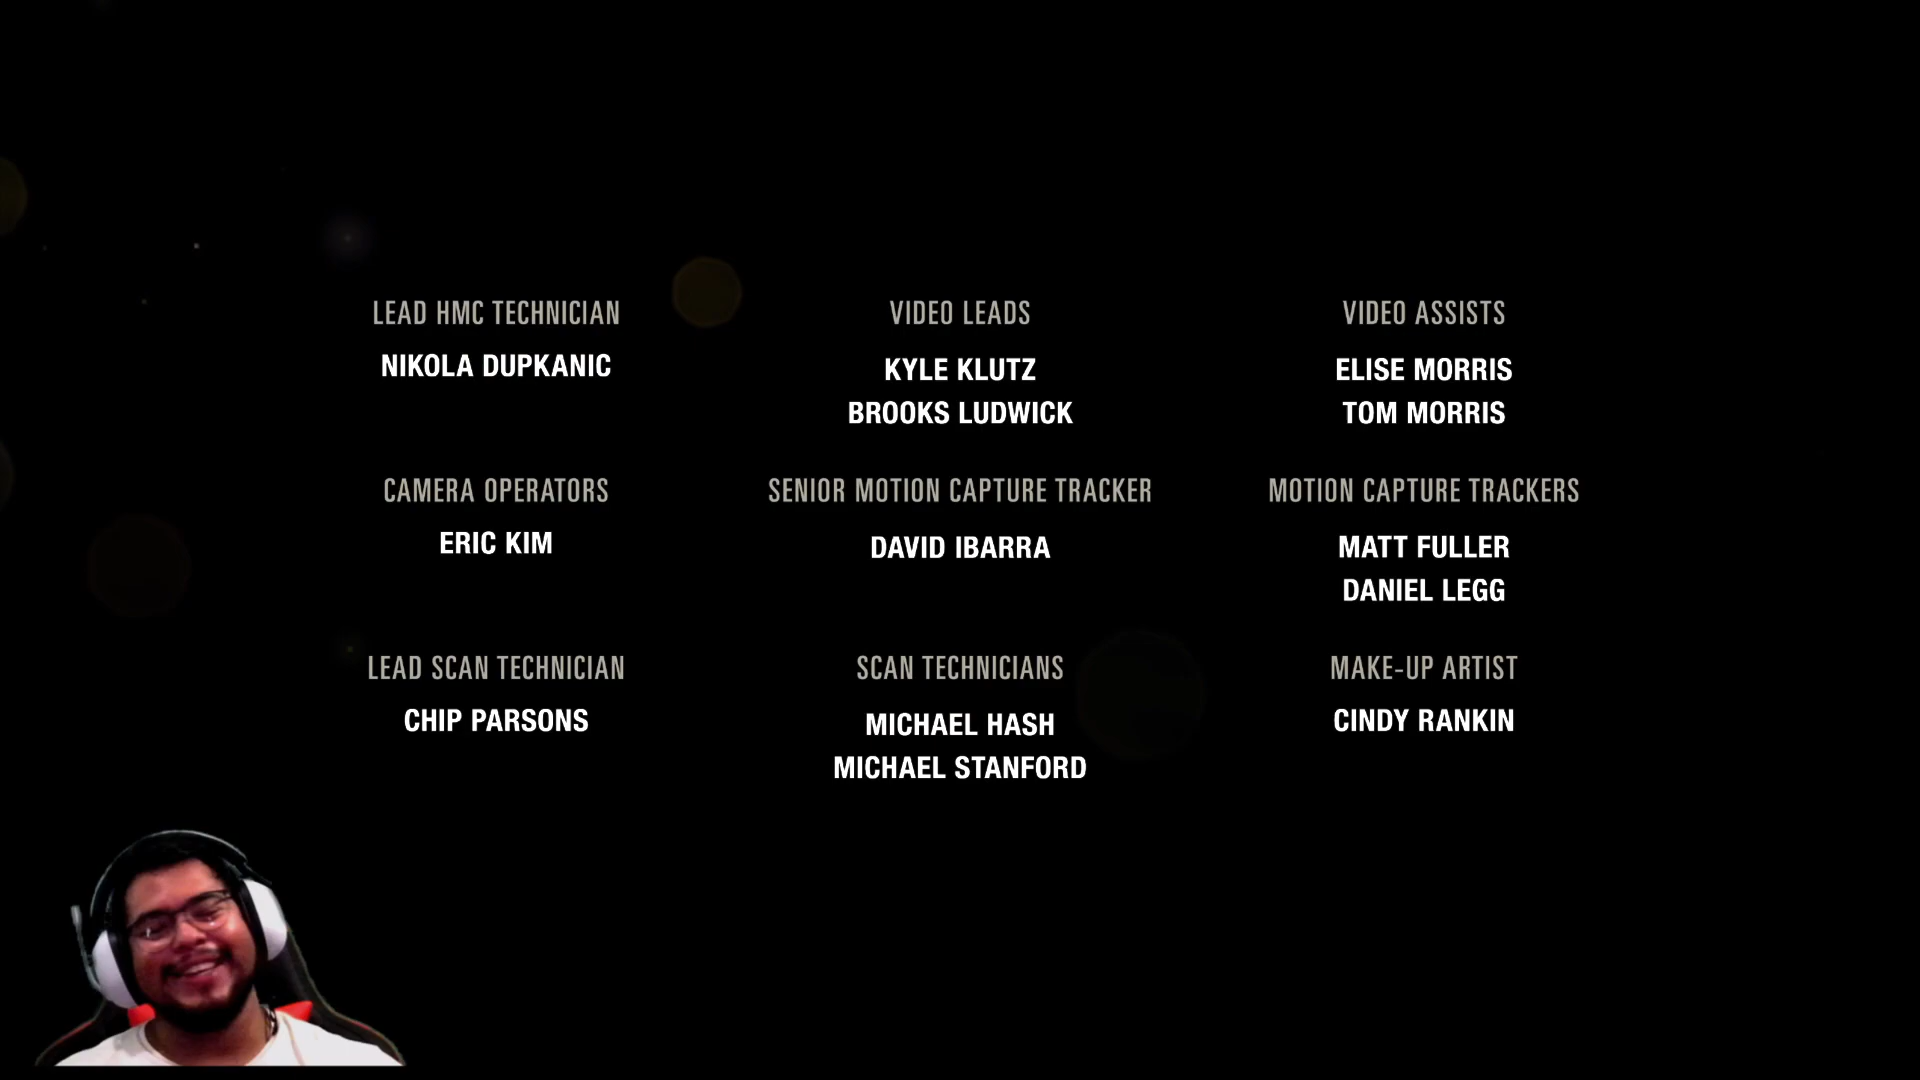 LEAD HMC TECHNICIAN
NIKOLA DUPKANIC
VIDEO LEADS
KYLE KLUTZ
BROOKS LUDWICK
VIDEO ASSISTS
ELISE MORRIS
TOM MORRIS
CAMERA OPERATORS
ERIC KIM
SENIOR MOTION CAPTURE TRACKER
DAVID IBARRA
MOTION CAPTURE TRACKERS
MATT FULLER
DANIEL LEGG
LEAD SCAN TECHNICIAN
CHIP PARSONS
SCAN TECHNICIANS
MICHAEL HASH
MICHAEL STANFORD
MAKE-UP ARTIST
CINDY RANKIN